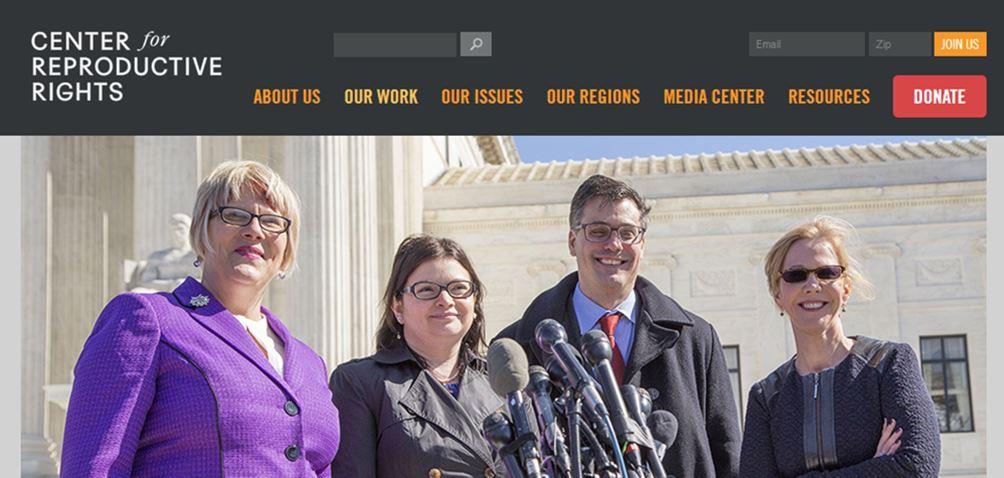 CENTER for
REPRODUCTIVE
RIGHTS
Email
Zip
JOIN US
ABOUT US
OUR WORK
OUR ISSUES
OUR REGIONS
MEDIA CENTER
RESOURCES
DONATE